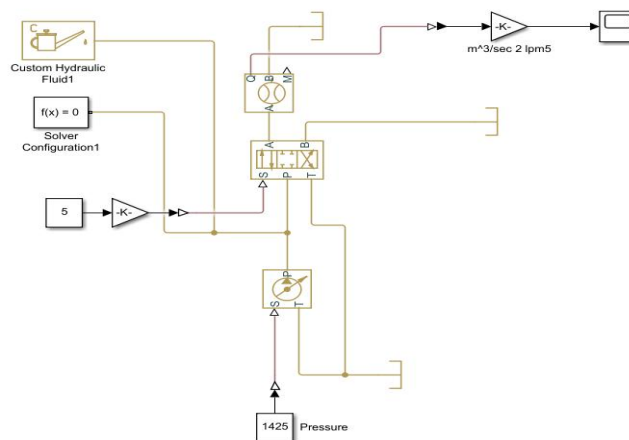 C
Custom Hydraulic
Fluid1
f(x) = 0
Solver
Configuration1
Q
B
M
A
-K-
m^3/sec 2 lpm5
A
B
S
P
T
5
-K-
P
S
T
1425
Pressure